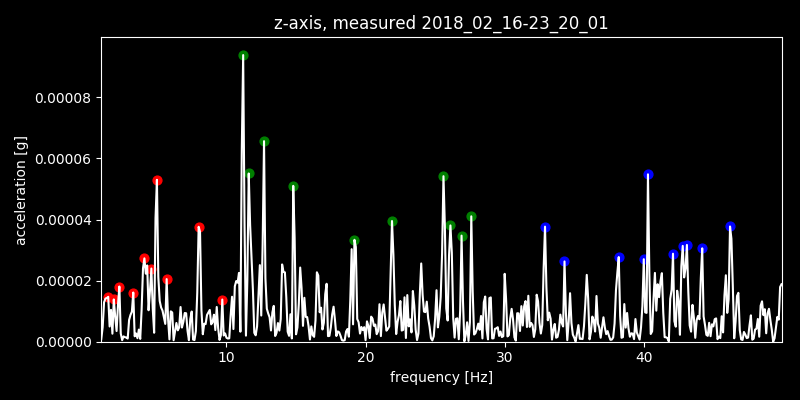 z-axis, measured 2018_02_16-23_20_01
0.00008
0.00006
0.00004
0.00002
0.00000
acceleration [g]
10 20 30 40
frequency [Hz]